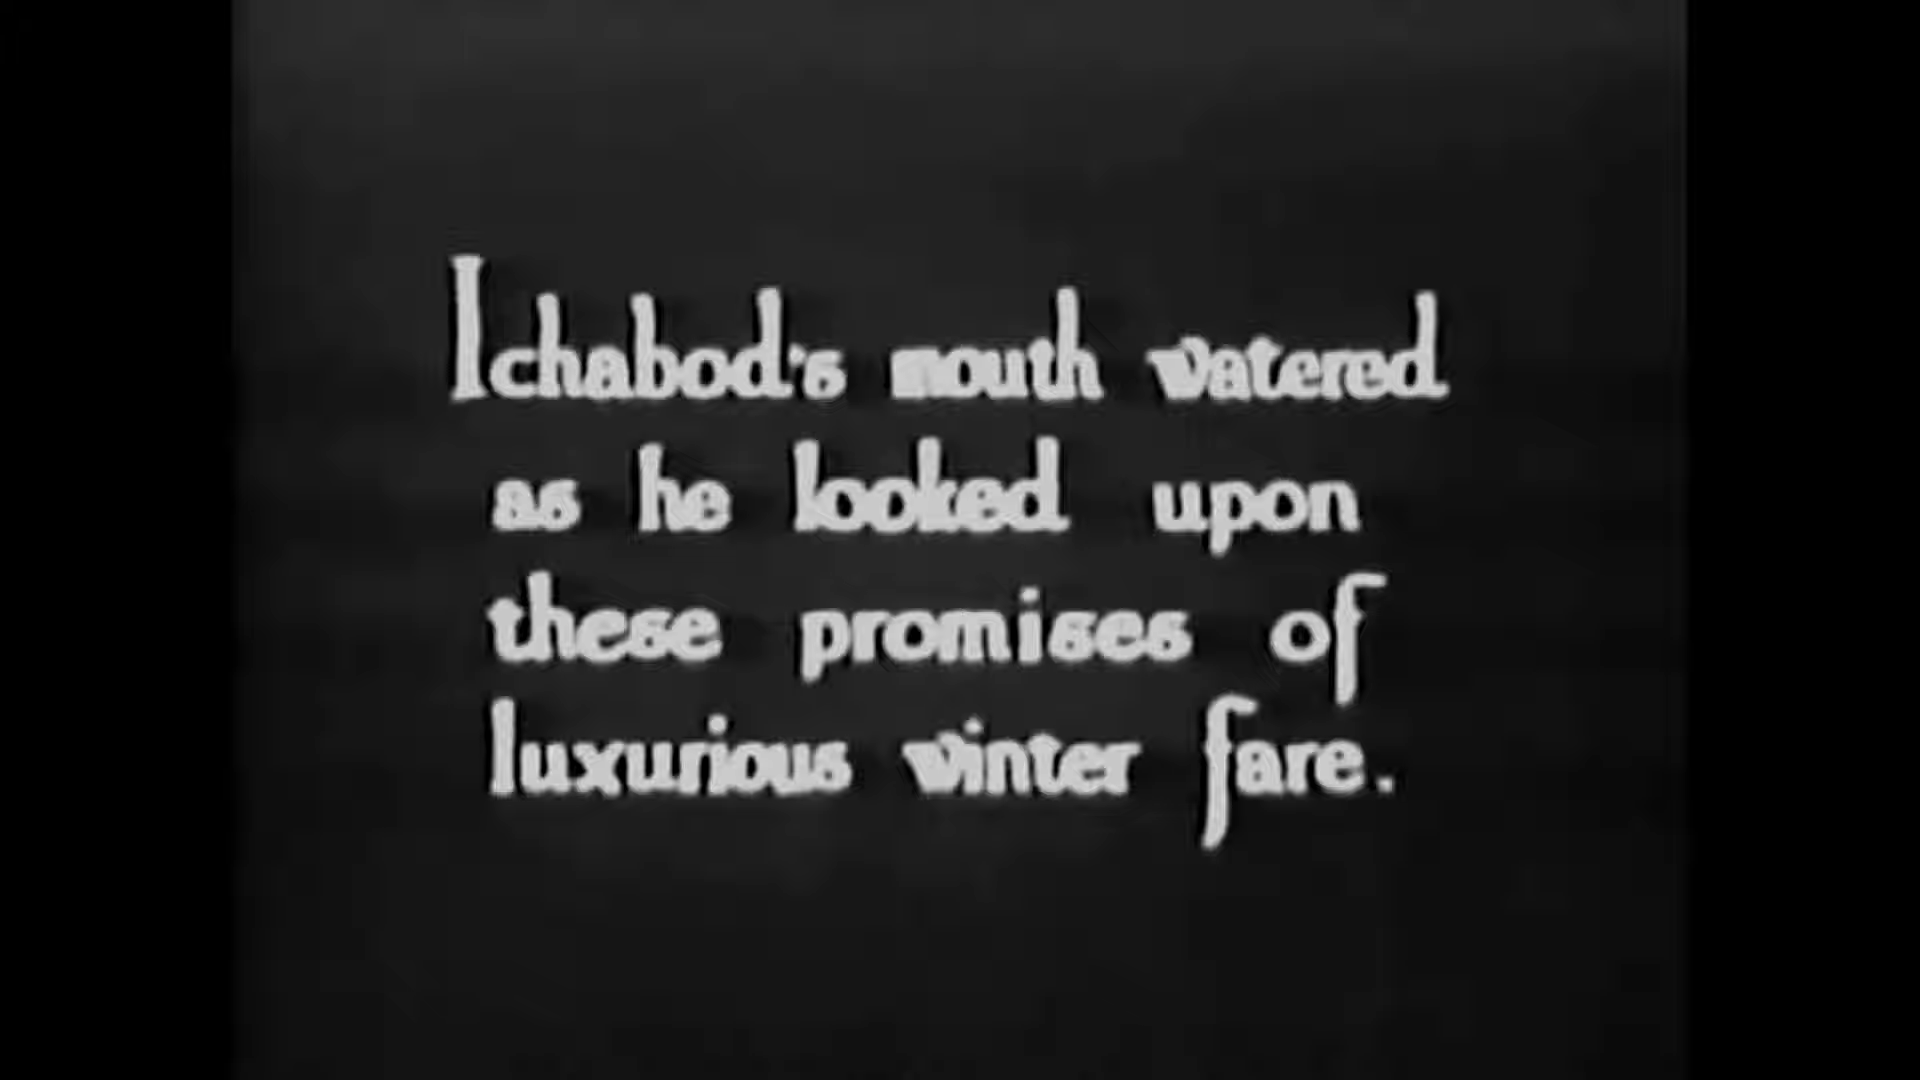 Ichabod's mouth watered
as he looked upon
these promises of
luxurious winter fare.